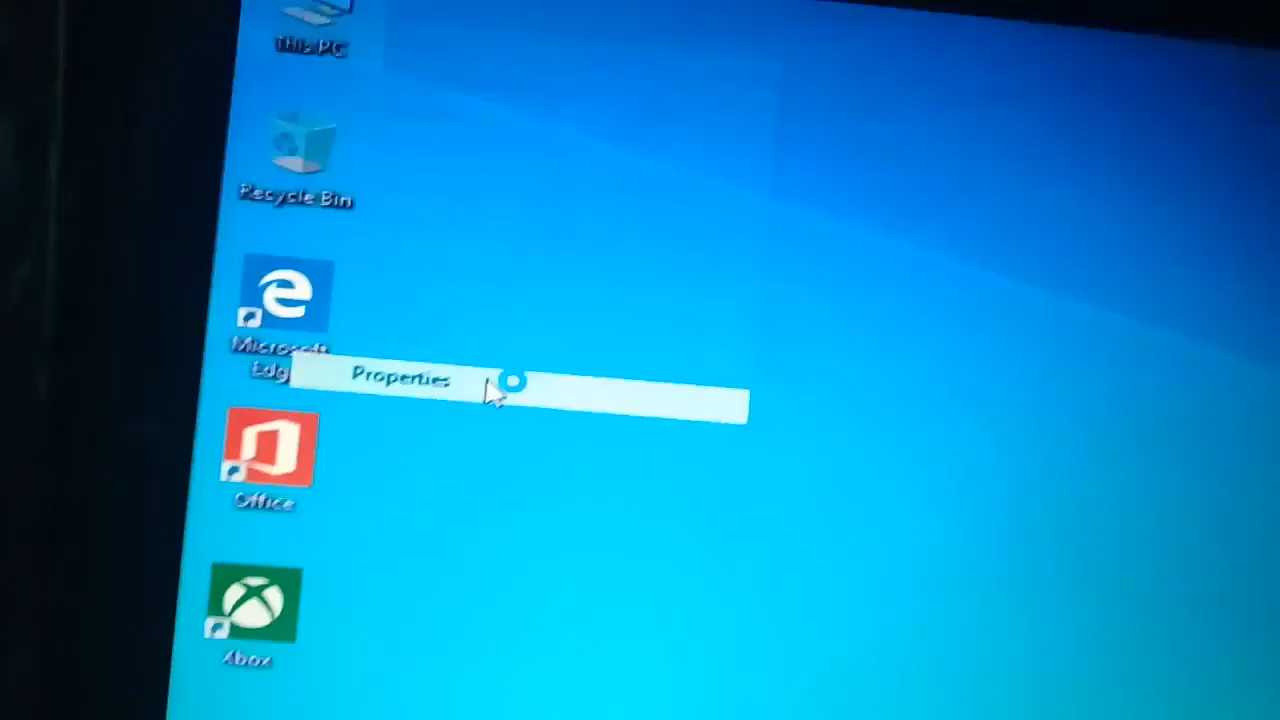 This PC
Recycle Bin
Microsoft
Edg
Properties
Office
Xbox